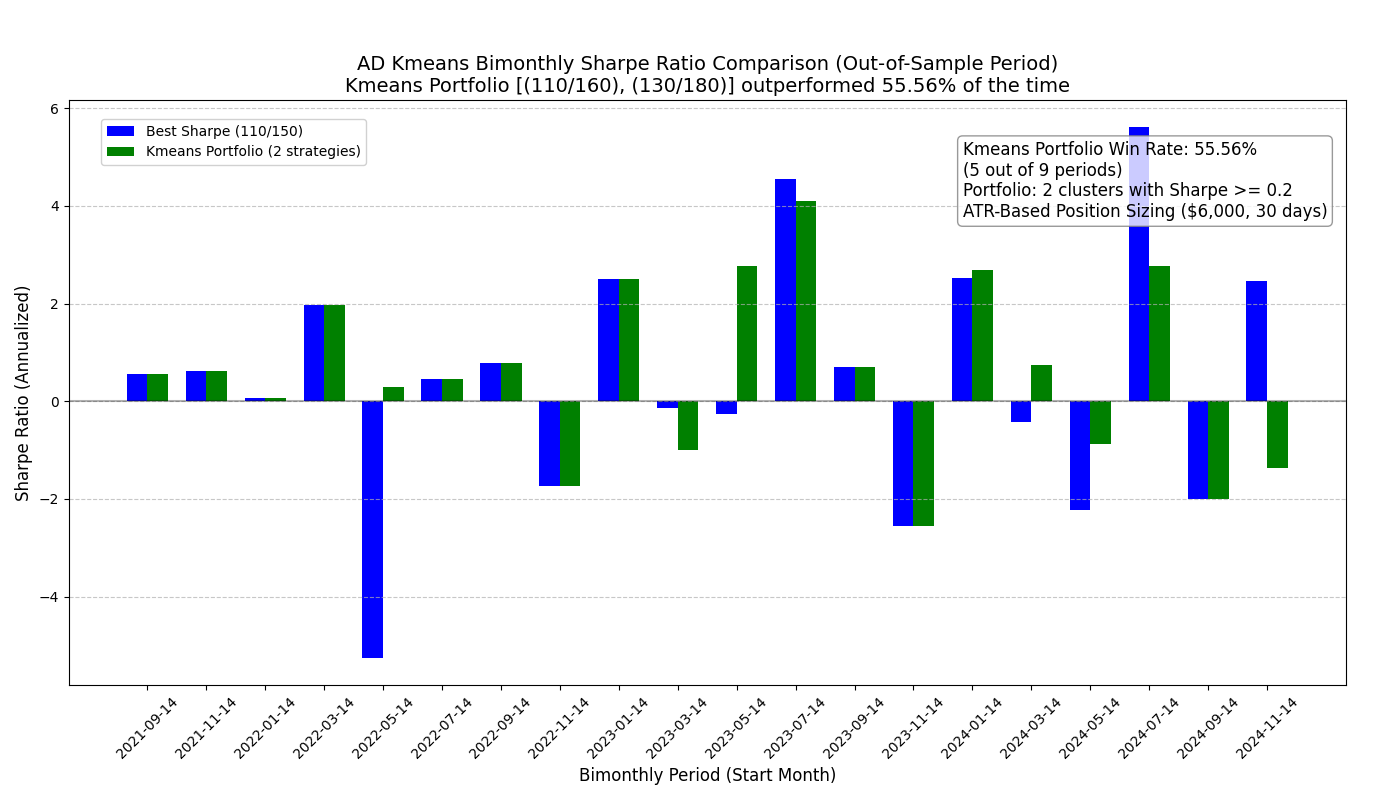 AD Kmeans Bimonthly Sharpe Ratio Comparison (Out-of-Sample Period)
Kmeans Portfolio [(110/160), (130/180)] outperformed 55.56% of the time
Best Sharpe (110/150)
Kmeans Portfolio (2 strategies)
Kmeans Portfolio Win Rate: 55.56%
(5 out of 9 periods)
Portfolio: 2 clusters with Sharpe >= 0.2
ATR-Based Position Sizing ($6,000, 30 days)
Sharpe Ratio (Annualized)
6
4
2
0
−2
−4
2021-09-14
2021-11-14
2022-01-14
2022-03-14
2022-05-14
2022-07-14
2022-09-14
2022-11-14
2023-01-14
2023-03-14
2023-05-14
2023-07-14
2023-09-14
2023-11-14
2024-01-14
2024-03-14
2024-05-14
2024-07-14
2024-09-14
2024-11-14
Bimonthly Period (Start Month)